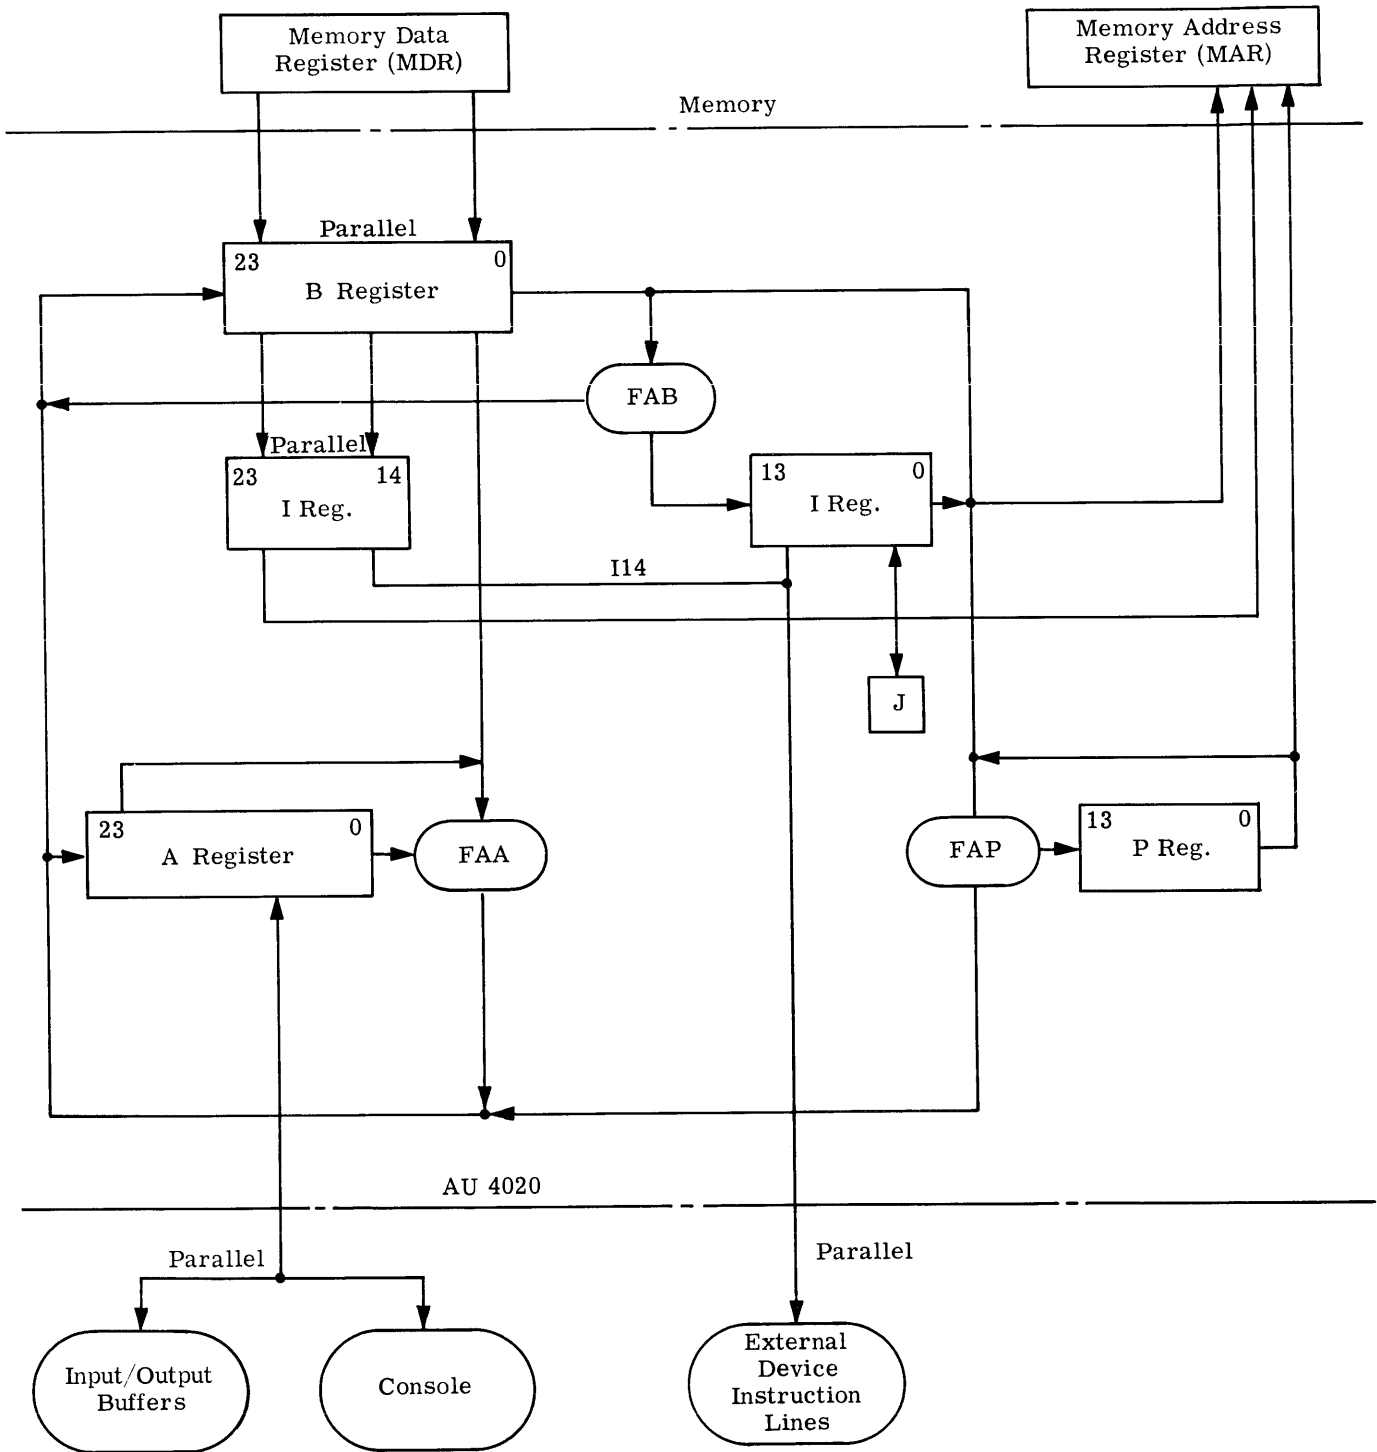 Memory Data
Register (MDR)
Memory Address
Register (MAR)
Memory
Parallel
23
0
B Register
FAB
Parallel
23
14
I Reg.
13
0
I Reg.
I14
J
23
0
A Register
FAA
FAP
13
0
P Reg.
AU 4020
Parallel
Parallel
Input/Output
Buffers
Console
External
Device
Instruction
Lines